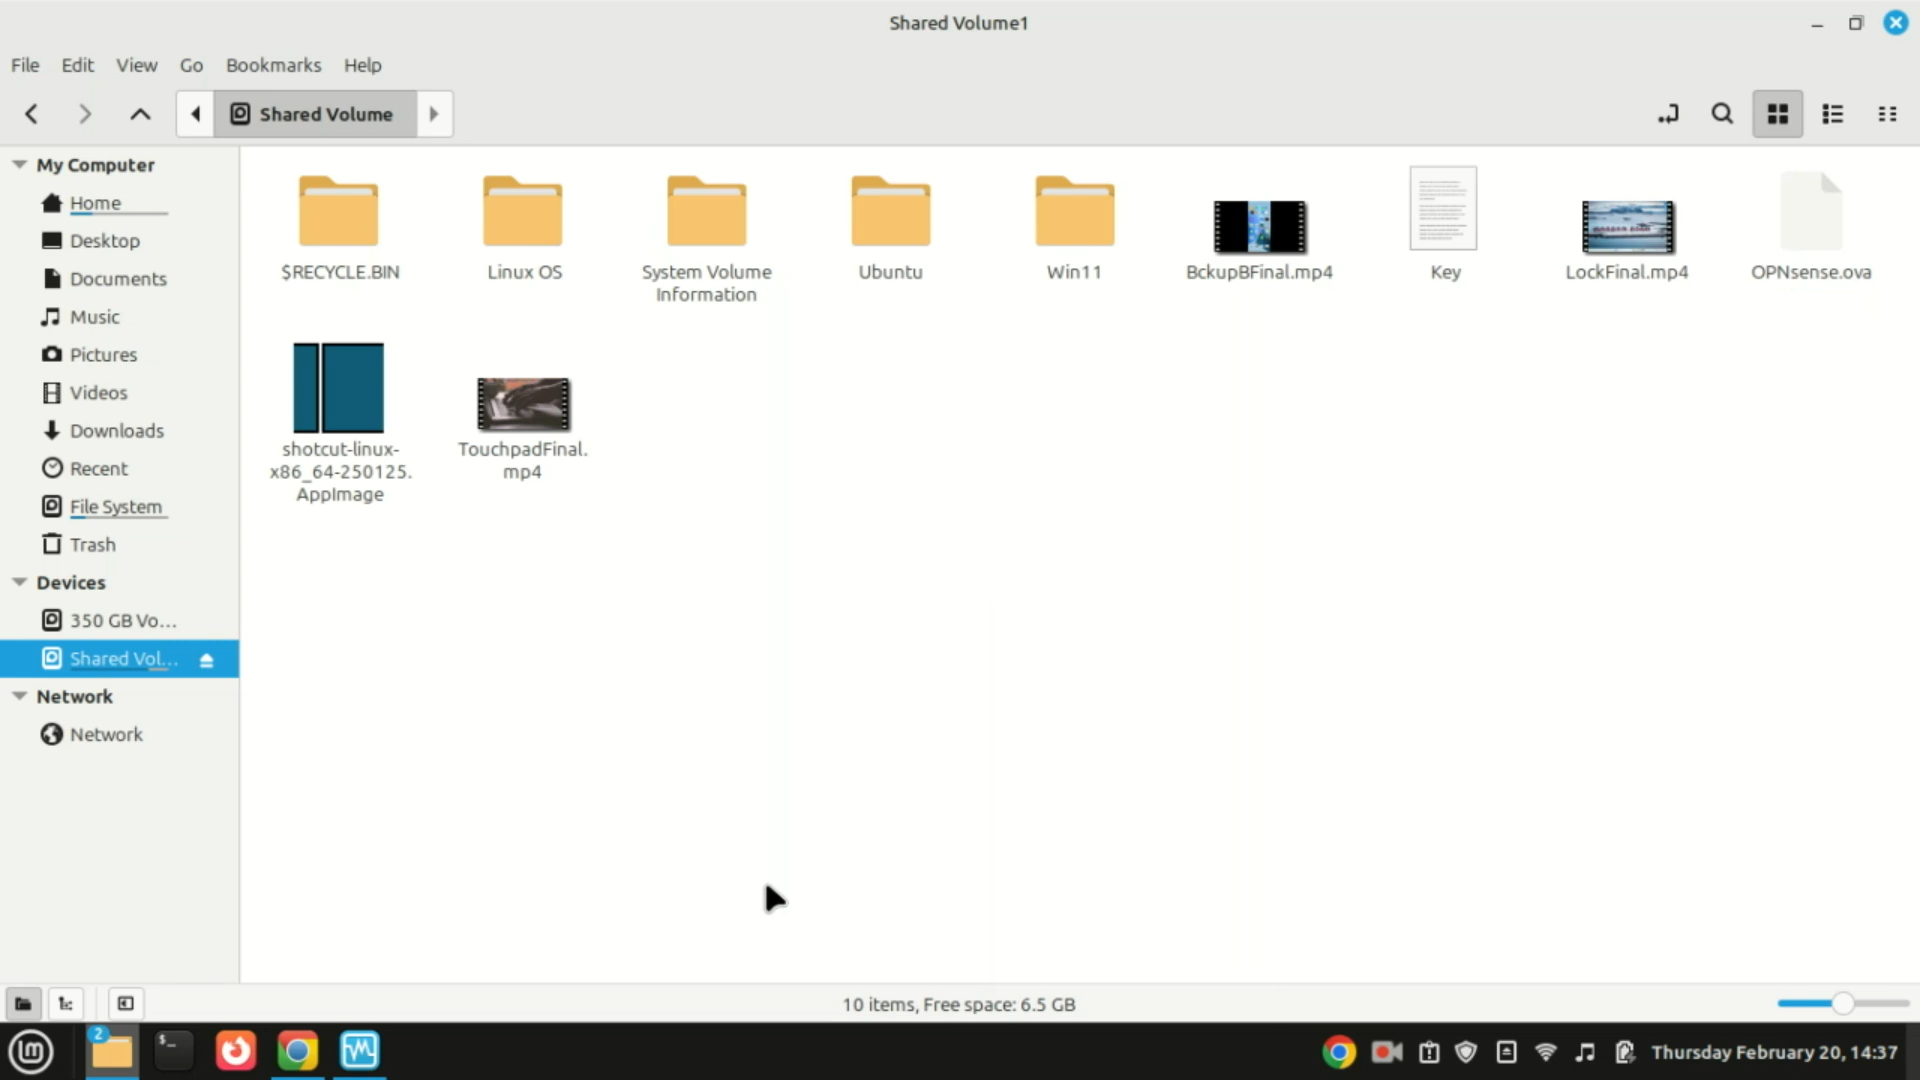 Shared Volume1
File Edit View Go Bookmarks Help
Shared Volume
My Computer
Home
Desktop
Documents
Music
Pictures
Videos
Downloads
Recent
File System
Trash
Devices
350 GB Vo...
Shared Vol...
Network
Network
$RECYCLE.BIN
Linux OS
System Volume
Information
Ubuntu
Win11
BckupBFinal.mp4
Key
LockFinal.mp4
OPNsense.ova
shotcut-linux-
x86_64-250125.
AppImage
TouchpadFinal.
mp4
10 items, Free space: 6.5 GB
2
$_
Thursday February 20, 14:37